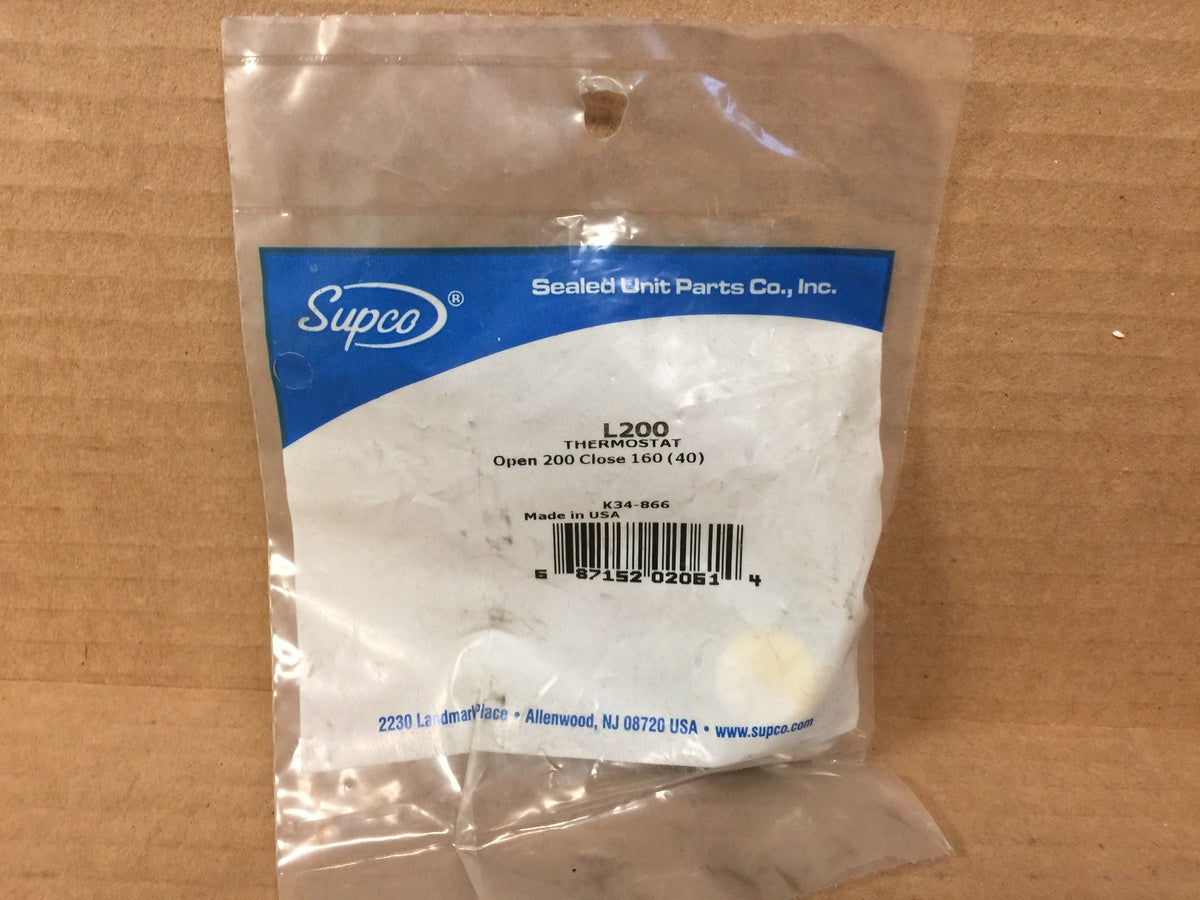 Supco®
Sealed Unit Parts Co., Inc.
L200
THERMOSTAT
Open 200 Close 160 (40)
K34-866
Made in USA
6 87152 02061 4
2230 Landmark Place • Allenwood, NJ 08720 USA • www.supco.com